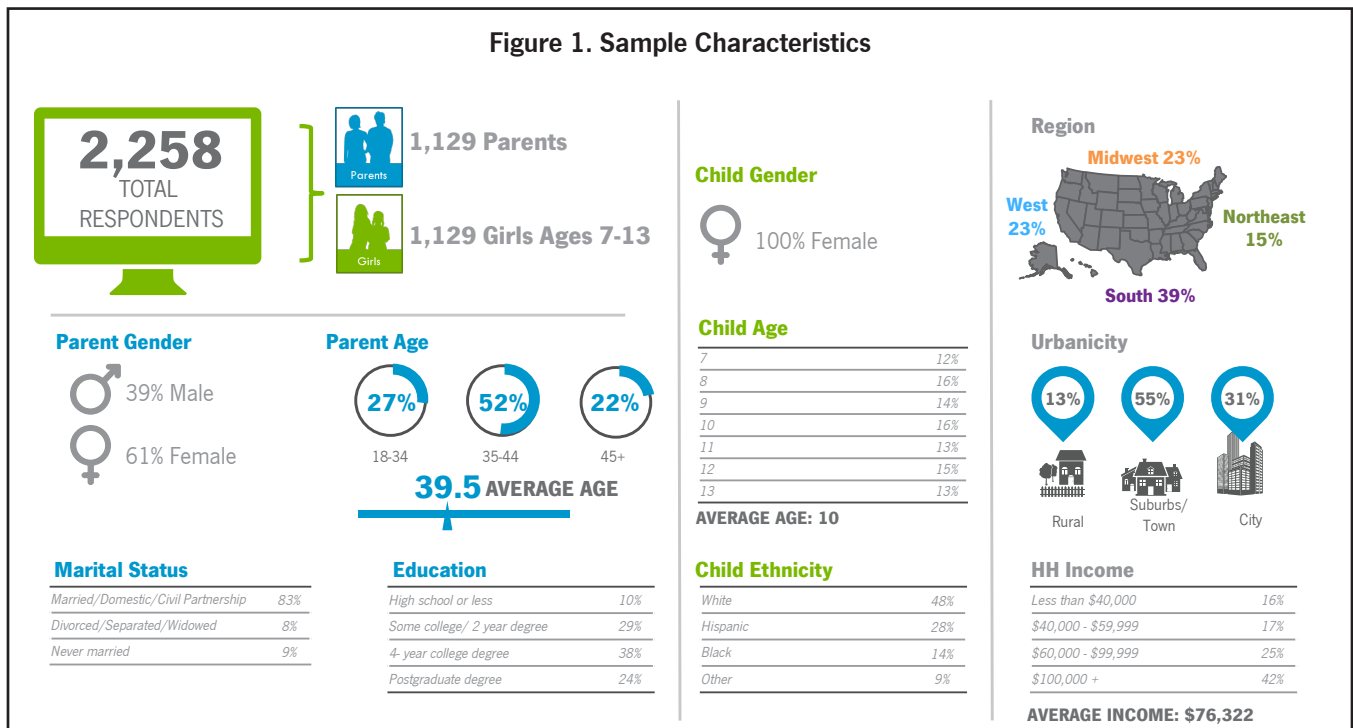 Figure 1. Sample Characteristics
2,258
TOTAL
RESPONDENTS
Parents
1,129 Parents
Girls
1,129 Girls Ages 7-13
Parent Gender
39% Male
61% Female
Parent Age
27% 52% 22%
18-34 35-44 45+
39.5 AVERAGE AGE
Marital Status
Married/Domestic/Civil Partnership 83%
Divorced/Separated/Widowed 8%
Never married 9%
Education
High school or less 10%
Some college/ 2 year degree 29%
4- year college degree 38%
Postgraduate degree 24%
Child Gender
100% Female
Child Age
7 12%
8 16%
9 14%
10 16%
11 13%
12 15%
13 13%
AVERAGE AGE: 10
Child Ethnicity
White 48%
Hispanic 28%
Black 14%
Other 9%
Region
Midwest 23%
West
23%
Northeast
15%
South 39%
Urbanicity
13% 55% 31%
Rural
Suburbs/
Town
City
HH Income
Less than $40,000 16%
$40,000 - $59,999 17%
$60,000 - $99,999 25%
$100,000 + 42%
AVERAGE INCOME: $76,322